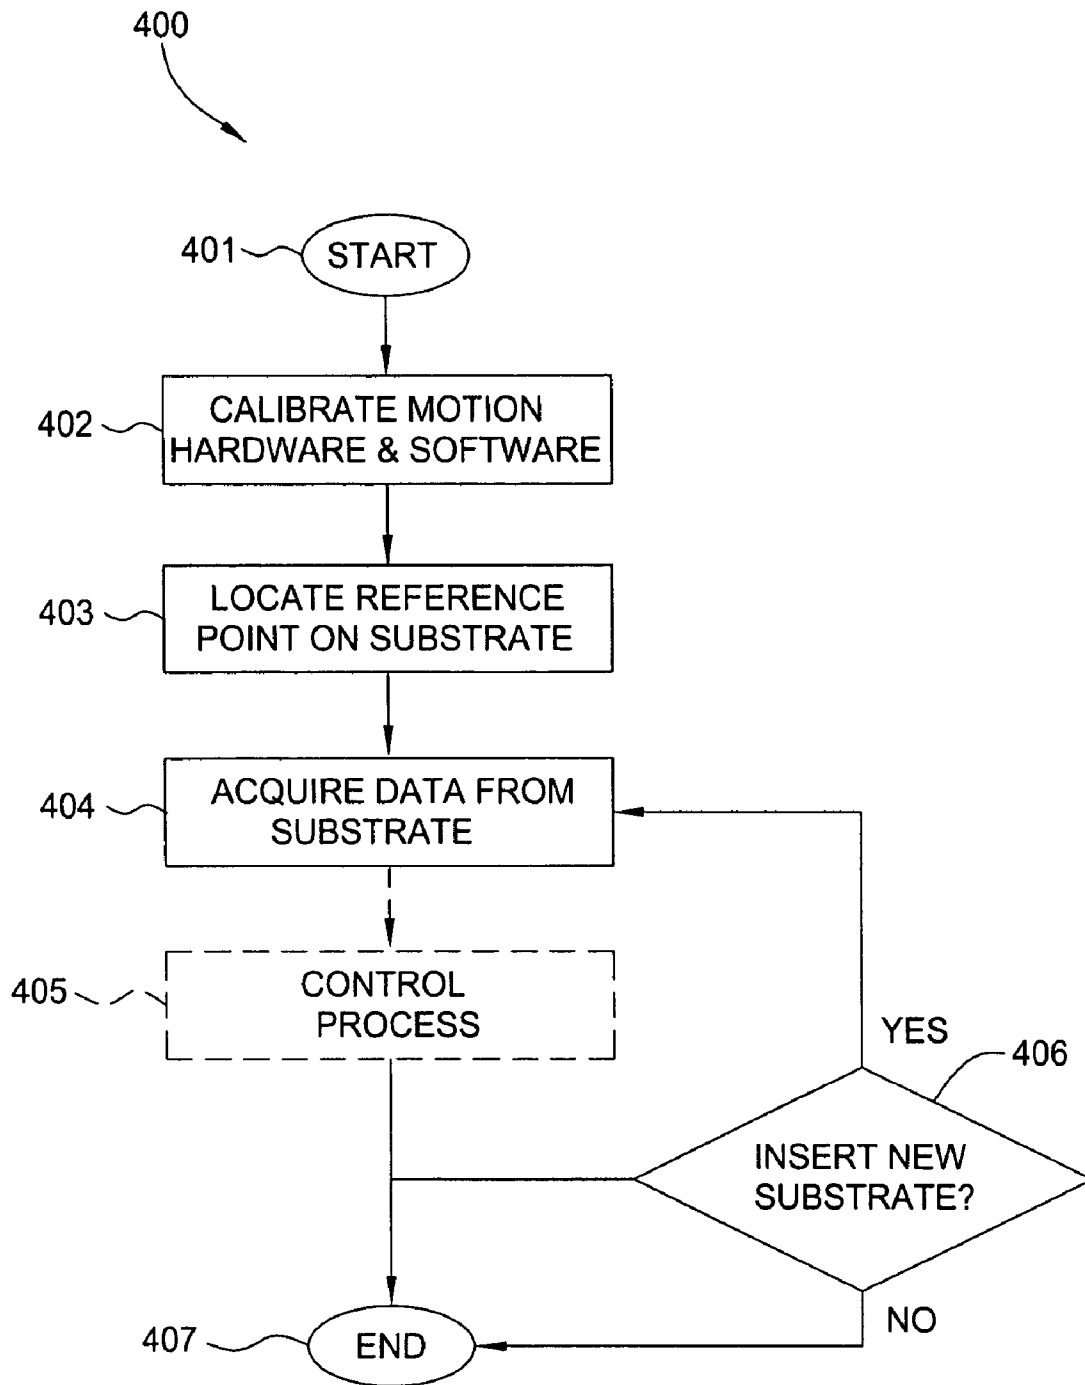 400
401
START
402
CALIBRATE MOTION
HARDWARE & SOFTWARE
403
LOCATE REFERENCE
POINT ON SUBSTRATE
404
ACQUIRE DATA FROM
SUBSTRATE
405
CONTROL
PROCESS
YES
406
INSERT NEW
SUBSTRATE?
NO
407
END